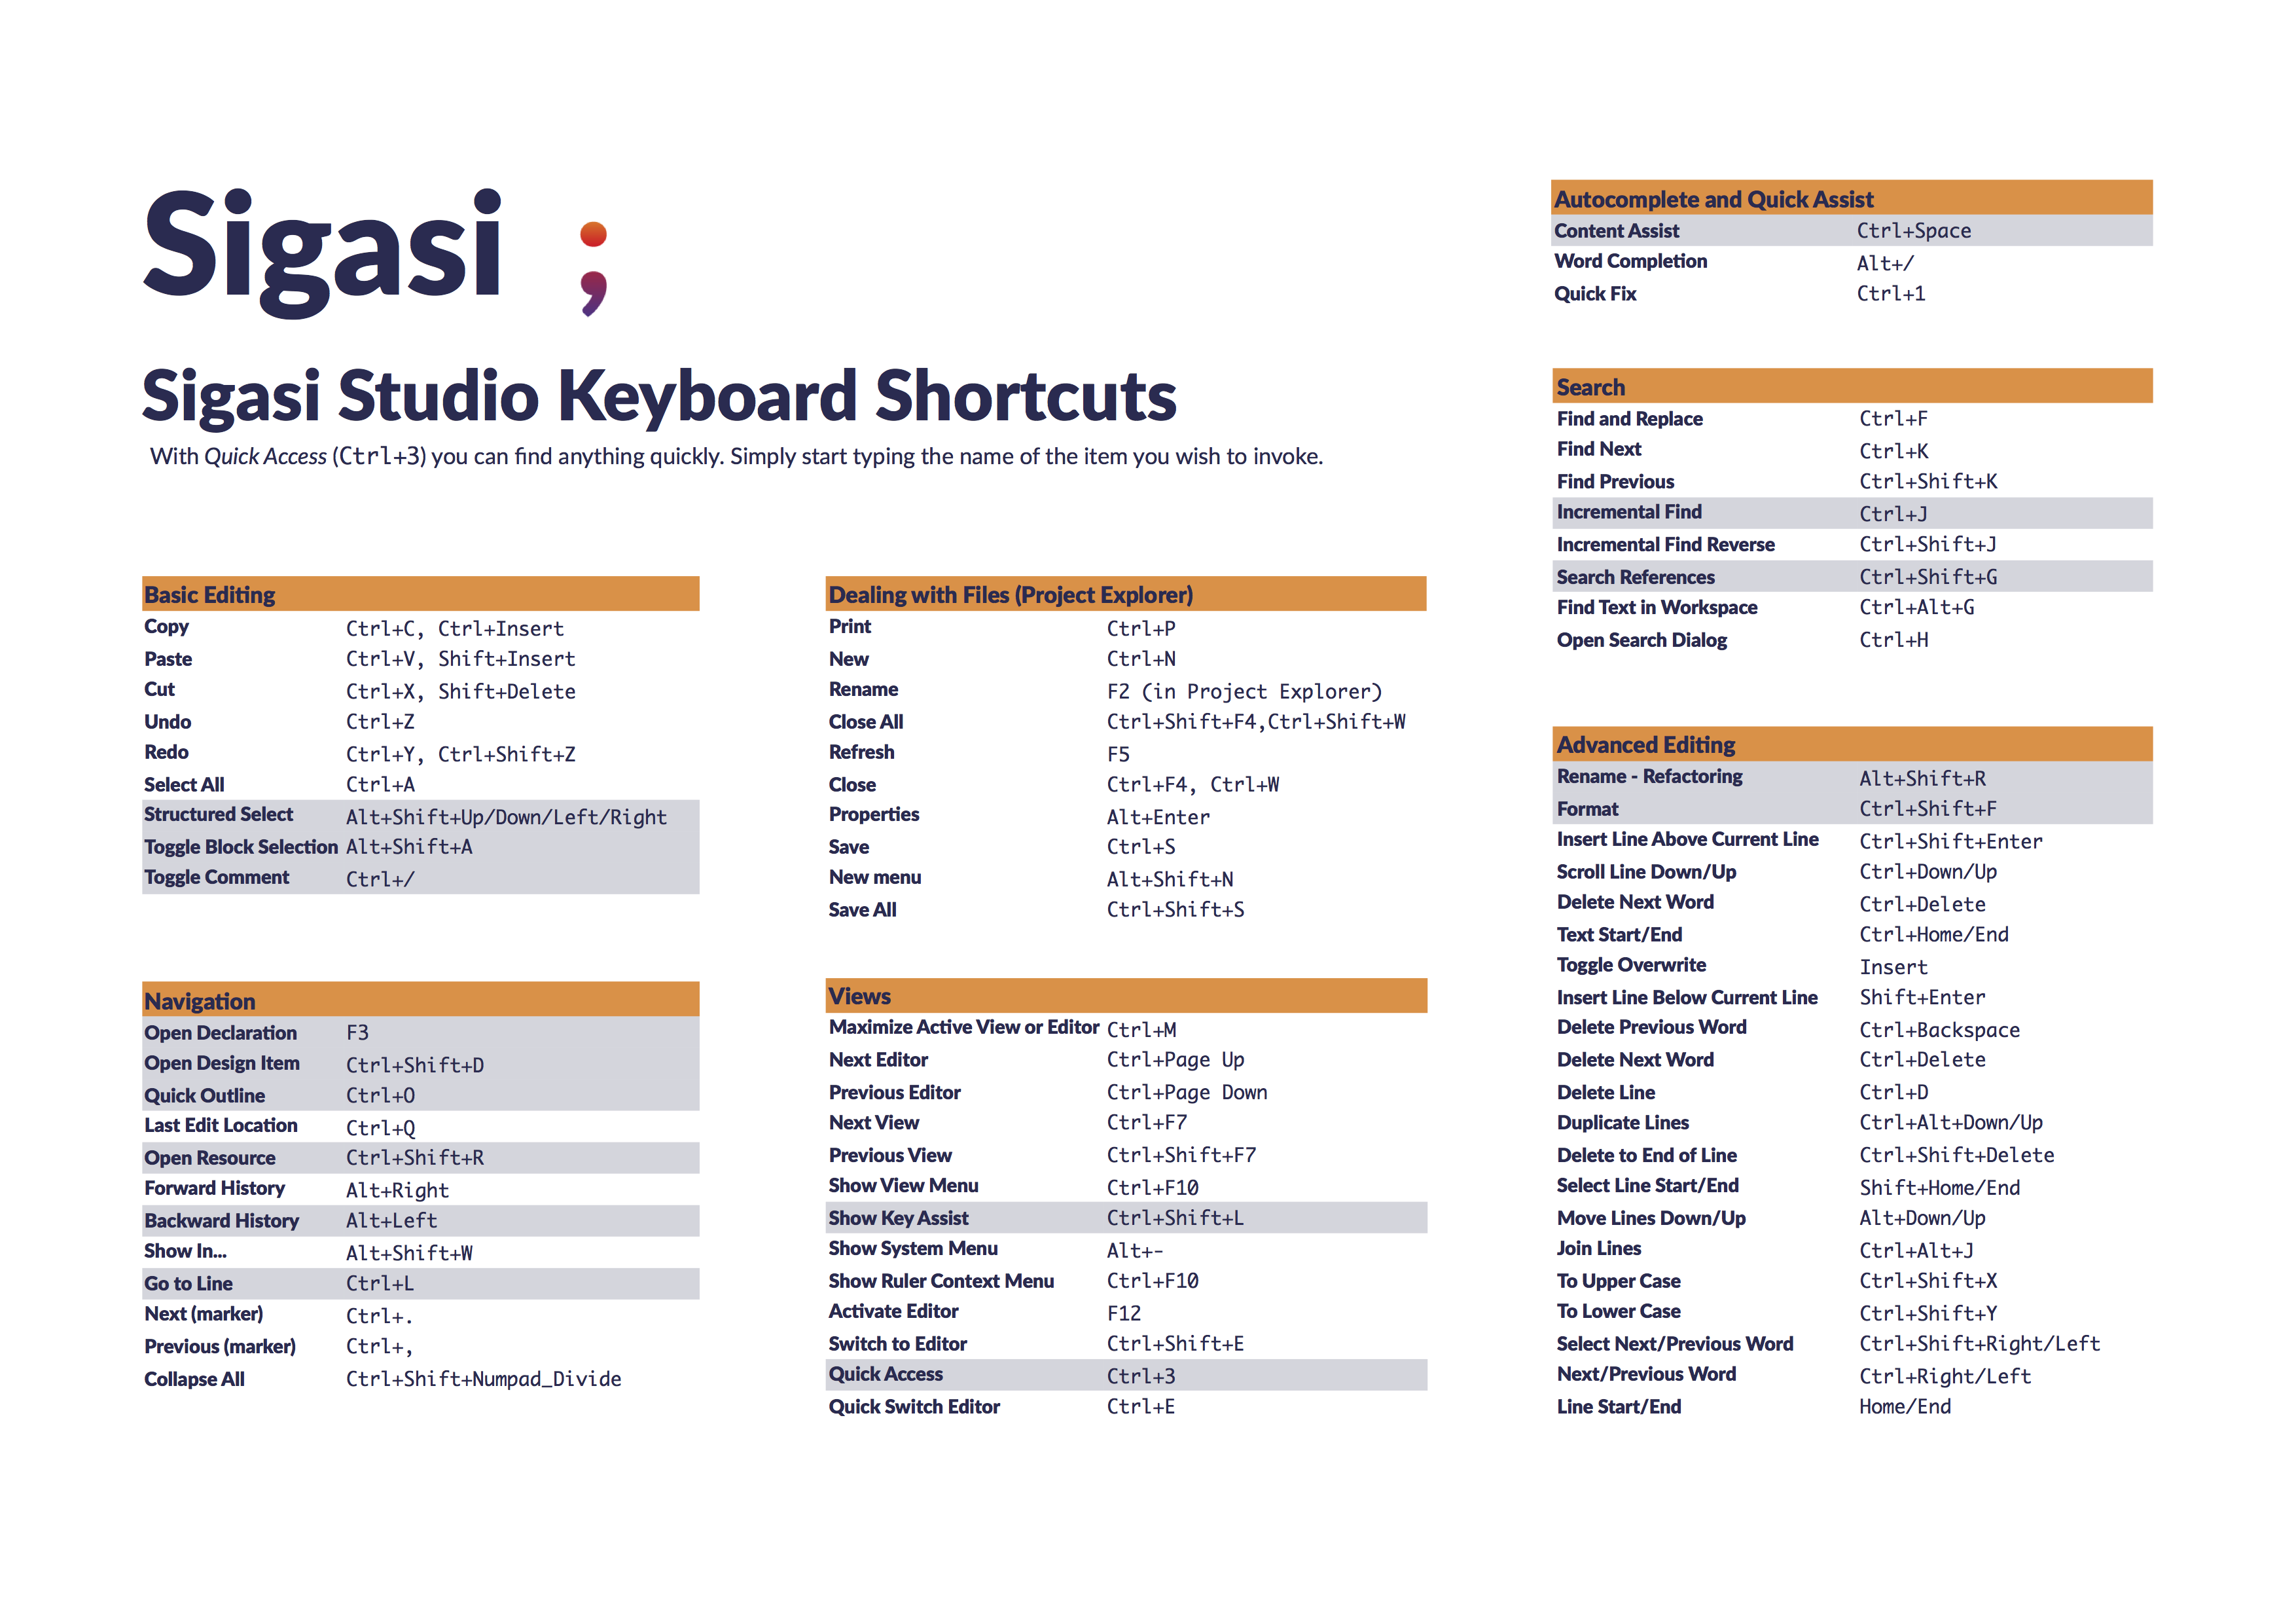 Sigasi ;
Sigasi Studio Keyboard Shortcuts
With Quick Access (Ctrl+3) you can find anything quickly. Simply start typing the name of the item you wish to invoke.
Basic Editing
Copy Ctrl+C, Ctrl+Insert
Paste Ctrl+V, Shift+Insert
Cut Ctrl+X, Shift+Delete
Undo Ctrl+Z
Redo Ctrl+Y, Ctrl+Shift+Z
Select All Ctrl+A
Structured Select Alt+Shift+Up/Down/Left/Right
Toggle Block Selection Alt+Shift+A
Toggle Comment Ctrl+/
Navigation
Open Declaration F3
Open Design Item Ctrl+Shift+D
Quick Outline Ctrl+O
Last Edit Location Ctrl+Q
Open Resource Ctrl+Shift+R
Forward History Alt+Right
Backward History Alt+Left
Show In... Alt+Shift+W
Go to Line Ctrl+L
Next (marker) Ctrl+.
Previous (marker) Ctrl+,
Collapse All Ctrl+Shift+Numpad_Divide
Dealing with Files (Project Explorer)
Print Ctrl+P
New Ctrl+N
Rename F2 (in Project Explorer)
Close All Ctrl+Shift+F4,Ctrl+Shift+W
Refresh F5
Close Ctrl+F4, Ctrl+W
Properties Alt+Enter
Save Ctrl+S
New menu Alt+Shift+N
Save All Ctrl+Shift+S
Views
Maximize Active View or Editor Ctrl+M
Next Editor Ctrl+Page Up
Previous Editor Ctrl+Page Down
Next View Ctrl+F7
Previous View Ctrl+Shift+F7
Show View Menu Ctrl+F10
Show Key Assist Ctrl+Shift+L
Show System Menu Alt+-
Show Ruler Context Menu Ctrl+F10
Activate Editor F12
Switch to Editor Ctrl+Shift+E
Quick Access Ctrl+3
Quick Switch Editor Ctrl+E
Autocomplete and Quick Assist
Content Assist Ctrl+Space
Word Completion Alt+/
Quick Fix Ctrl+1
Search
Find and Replace Ctrl+F
Find Next Ctrl+K
Find Previous Ctrl+Shift+K
Incremental Find Ctrl+J
Incremental Find Reverse Ctrl+Shift+J
Search References Ctrl+Shift+G
Find Text in Workspace Ctrl+Alt+G
Open Search Dialog Ctrl+H
Advanced Editing
Rename - Refactoring Alt+Shift+R
Format Ctrl+Shift+F
Insert Line Above Current Line Ctrl+Shift+Enter
Scroll Line Down/Up Ctrl+Down/Up
Delete Next Word Ctrl+Delete
Text Start/End Ctrl+Home/End
Toggle Overwrite Insert
Insert Line Below Current Line Shift+Enter
Delete Previous Word Ctrl+Backspace
Delete Next Word Ctrl+Delete
Delete Line Ctrl+D
Duplicate Lines Ctrl+Alt+Down/Up
Delete to End of Line Ctrl+Shift+Delete
Select Line Start/End Shift+Home/End
Move Lines Down/Up Alt+Down/Up
Join Lines Ctrl+Alt+J
To Upper Case Ctrl+Shift+X
To Lower Case Ctrl+Shift+Y
Select Next/Previous Word Ctrl+Shift+Right/Left
Next/Previous Word Ctrl+Right/Left
Line Start/End Home/End